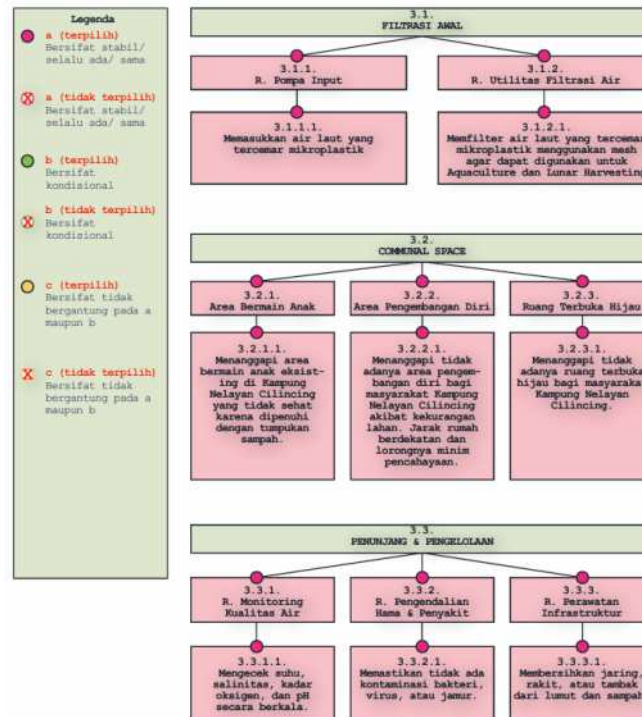 Legenda
a (terpilih)
Bersifat stabil/
selalu ada/ sama
X
a (tidak terpilih)
Bersifat stabil/
selalu ada/ sama
b (terpilih)
Bersifat
kondisional
X
b (tidak terpilih)
Bersifat
kondisional
c (terpilih)
Bersifat tidak
bergantung pada a
maupun b
X
c (tidak terpilih)
Bersifat tidak
bergantung pada a
maupun b
3.1.
FILTRASI AWAL
3.1.1.
R. Pompa Input
3.1.2.
R. Utilitas Filtrasi Air
3.1.1.1.
Memasukkan air laut yang
tercemar mikroplastik
3.1.2.1.
Memfilter air laut yang tercemar
mikroplastik menggunakan mesh
agar dapat digunakan untuk
Aquaculture dan Lunar Harvesting
3.2.
COMMUNAL SPACE
3.2.1.
Area Bermain Anak
3.2.2.
Area Pengembangan Diri
3.2.3.
Ruang Terbuka Hijau
3.2.1.1.
Menanggapi area
bermain anak eksist-
ing di Kampung
Nelayan Cilincing
yang tidak sehat
karena dipenuhi
dengan tumpukan
sampah.
3.2.2.1.
Menanggapi tidak
adanya area pengem-
bangan diri bagi
masyarakat Kampung
Nelayan Cilincing
akibat kekurangan
lahan. Jarak rumah
berdekatan dan
lorongnya minim
pencahayaan.
3.2.3.1.
Menanggapi tidak
adanya ruang terbuka
hijau bagi masyaraka
Kampung Nelayan
Cilincing.
3.3.
PENUNJANG & PENGELOLAAN
3.3.1.
R. Monitoring
Kualitas Air
3.3.2.
R. Pengendalian
Hama & Penyakit
3.3.3.
R. Perawatan
Infrastruktur
3.3.1.1.
Mengecek suhu,
salinitas, kadar
oksigen, dan pH
secara berkala.
3.3.2.1.
Memastikan tidak ada
kontaminasi bakteri,
virus, atau jamur.
3.3.3.1.
Membersihkan jaring,
rakit, atau tambak
dari lumut dan sampah